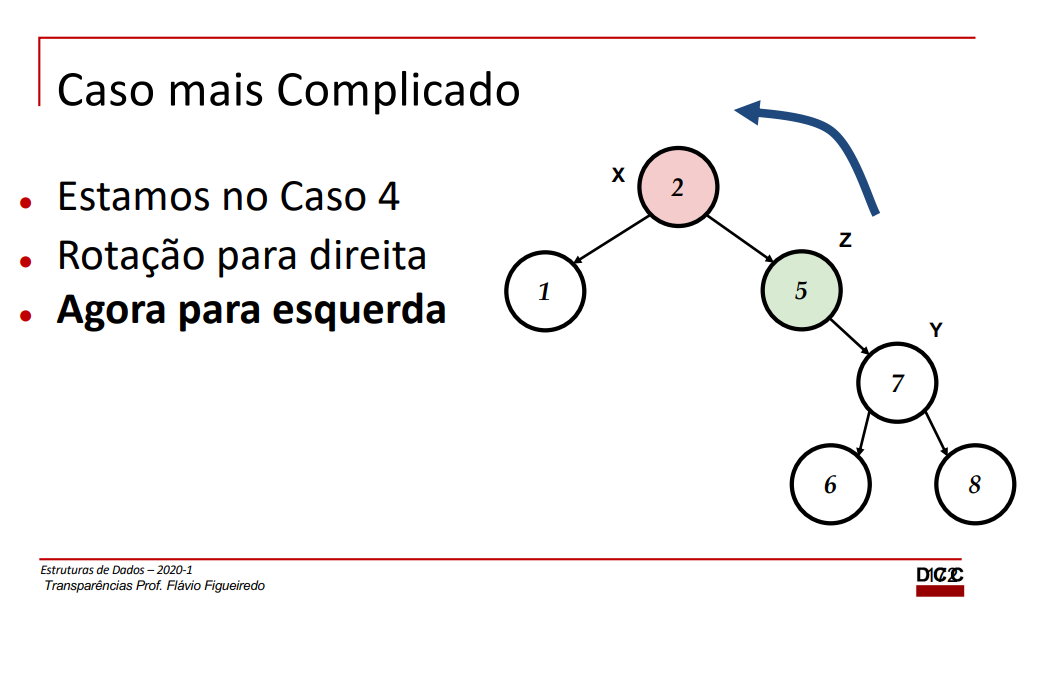 Caso mais Complicado
Estamos no Caso 4
Rotação para direita
Agora para esquerda
X
2
Z
1
5
Y
7
6
8
Estruturas de Dados – 2020-1
Transparências Prof. Flávio Figueiredo
DCC